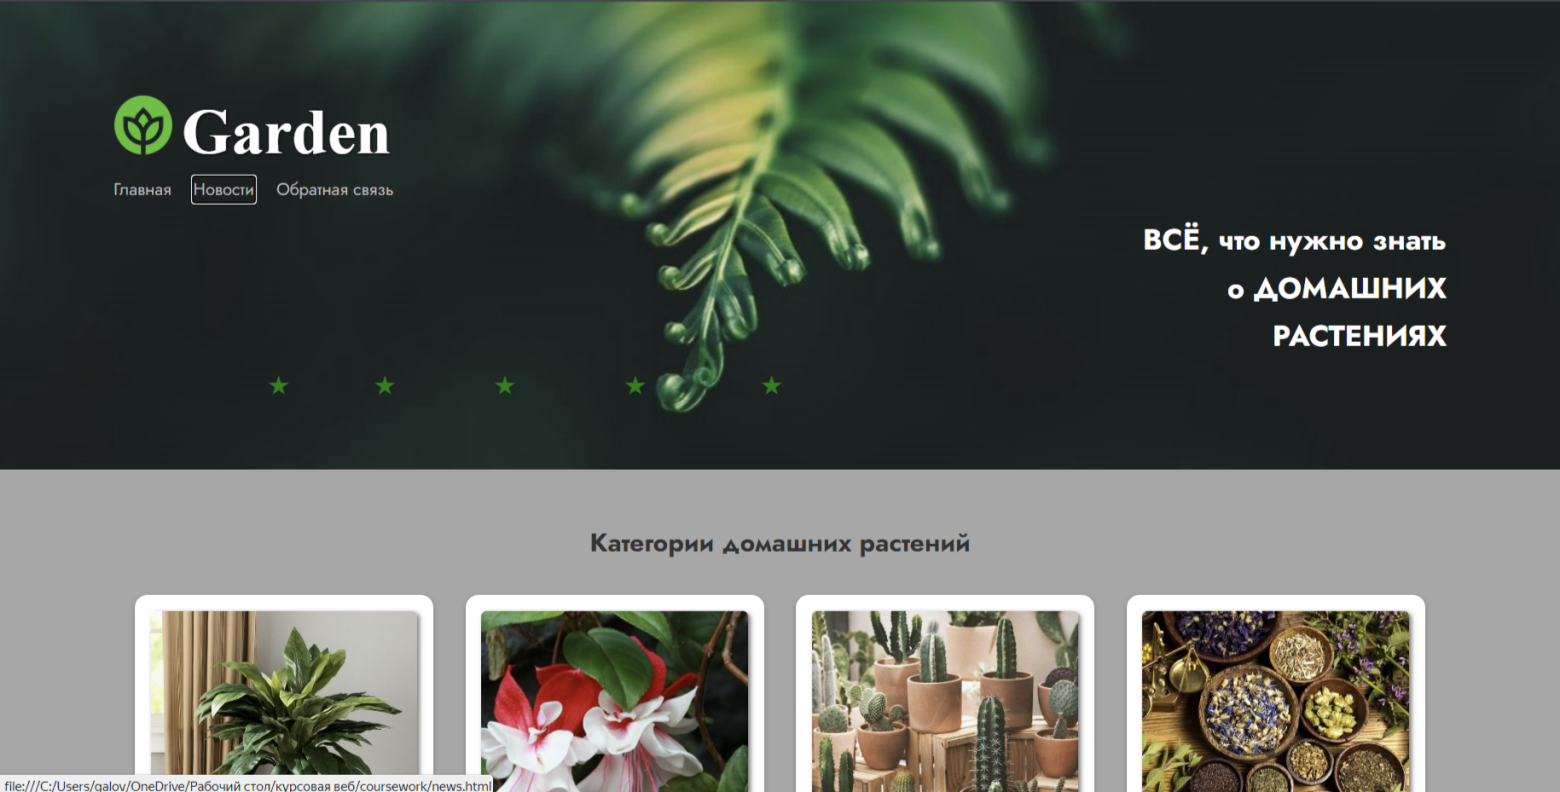 Garden
Главная Новости Обратная связь
ВСЁ, что нужно знать
о ДОМАШНИХ
РАСТЕНИЯХ
Категории домашних растений
file:///C:/Users/galov/OneDrive/Рабочий стол/курсовая веб/coursework/news.html